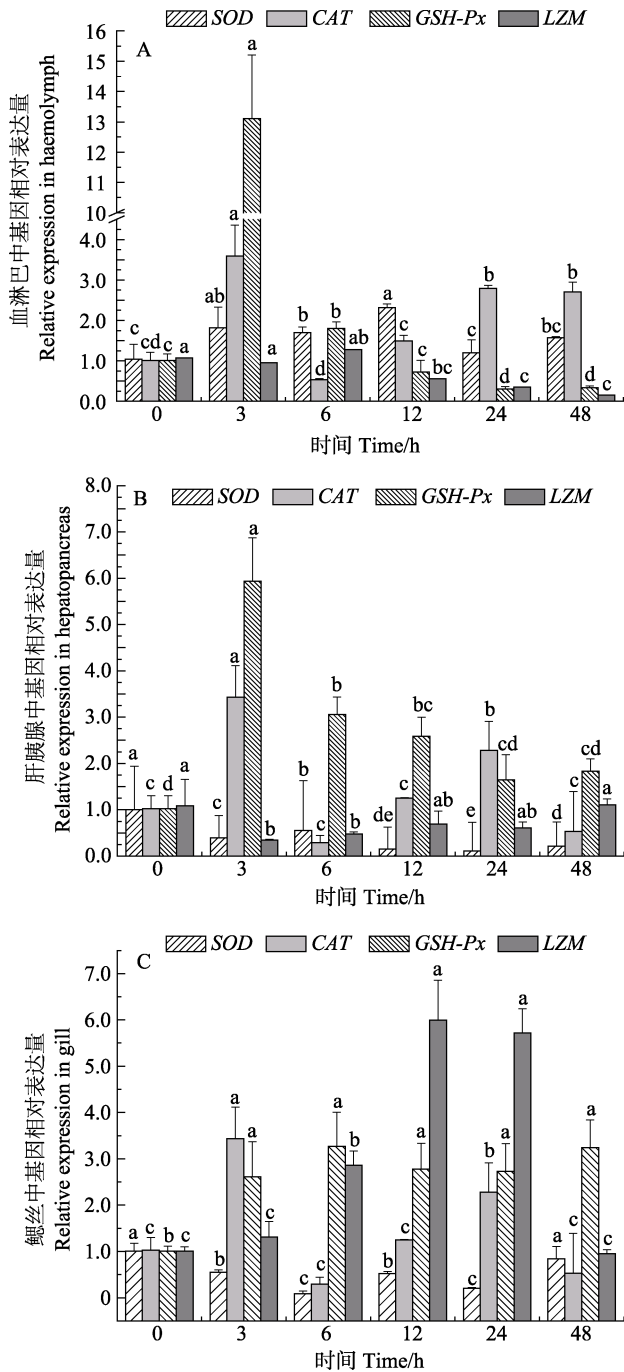 SOD CAT GSH-Px LZM
A
血淋巴中基因相对表达量
Relative expression in haemolymph
16
15
14
13
12
11
10
4.0
3.0
2.0
1.0
0.0
c cd c a
ab a a a
b d b ab
a c c bc
c b d c
bc b d c
0 3 6 12 24 48
时间 Time/h
B
SOD CAT GSH-Px LZM
肝胰腺中基因相对表达量
Relative expression in hepatopancreas
8.0
7.0
6.0
5.0
4.0
3.0
2.0
1.0
0.0
a c d a
c a a b
b c b b
de c bc ab
e b cd ab
d c cd a
0 3 6 12 24 48
时间 Time/h
C
SOD CAT GSH-Px LZM
鳃丝中基因相对表达量
Relative expression in gill
7.0
6.0
5.0
4.0
3.0
2.0
1.0
0
a c b c
b a a c
c c a b
b c a a
c b a a
a c a c
0 3 6 12 24 48
时间 Time/h